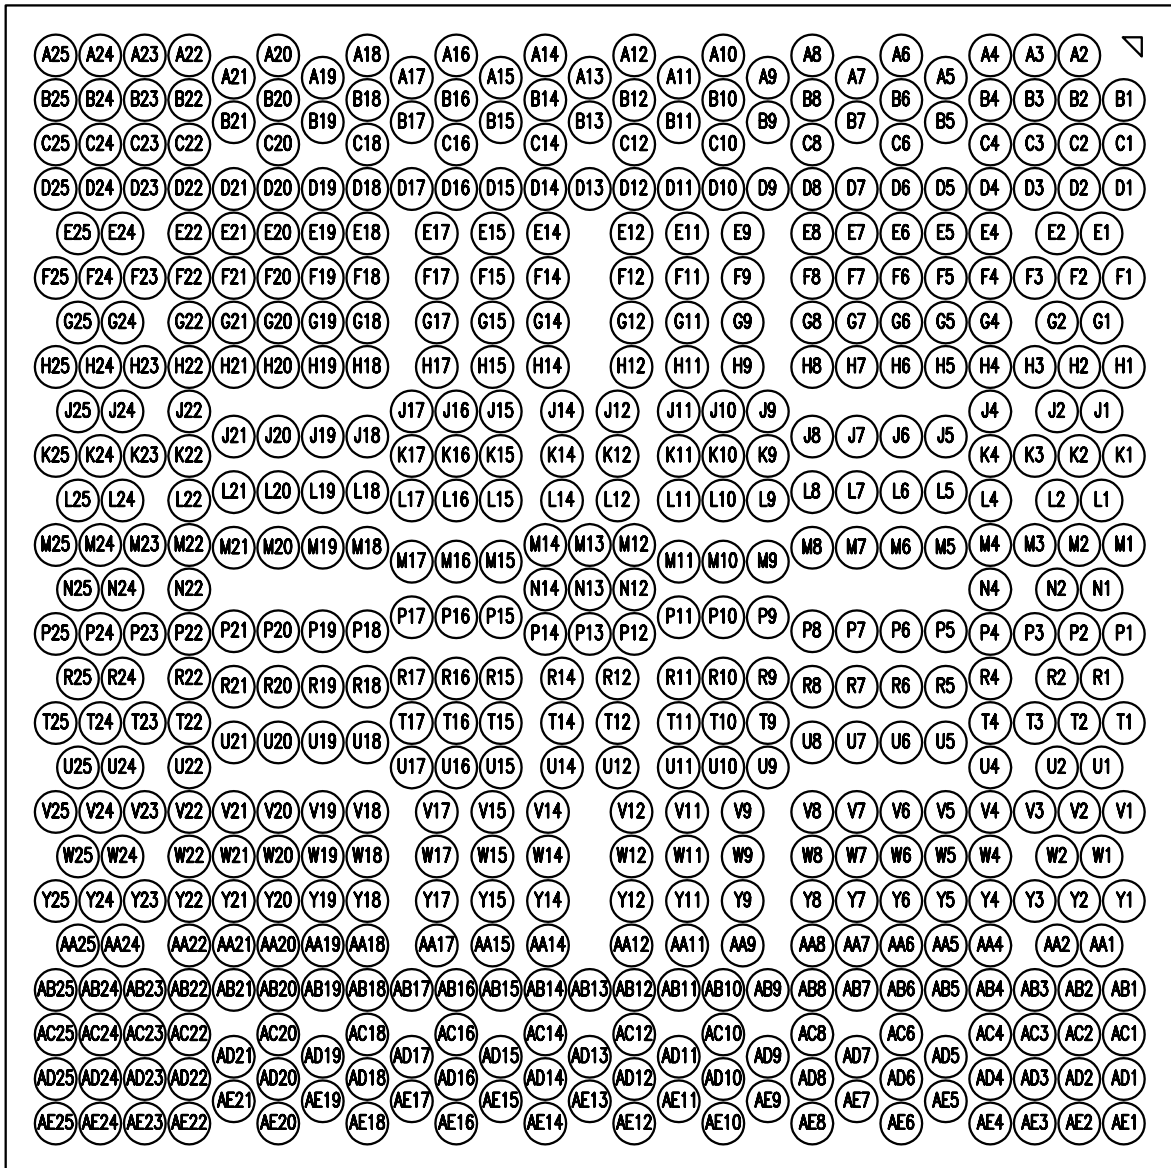 A25 A24 A23 A22 A20 A18 A16 A14 A12 A10 A8 A6 A4 A3 A2
A21 A19 A17 A15 A13 A11 A9 A7 A5
B25 B24 B23 B22 B20 B18 B16 B14 B12 B10 B8 B6 B4 B3 B2 B1
B21 B19 B17 B15 B13 B11 B9 B7 B5
C25 C24 C23 C22 C20 C18 C16 C14 C12 C10 C8 C6 C4 C3 C2 C1
D25 D24 D23 D22 D21 D20 D19 D18 D17 D16 D15 D14 D13 D12 D11 D10 D9 D8 D7 D6 D5 D4 D3 D2 D1
E25 E24 E22 E21 E20 E19 E18 E17 E15 E14 E12 E11 E9 E8 E7 E6 E5 E4 E2 E1
F25 F24 F23 F22 F21 F20 F19 F18 F17 F15 F14 F12 F11 F9 F8 F7 F6 F5 F4 F3 F2 F1
G25 G24 G22 G21 G20 G19 G18 G17 G15 G14 G12 G11 G9 G8 G7 G6 G5 G4 G2 G1
H25 H24 H23 H22 H21 H20 H19 H18 H17 H15 H14 H12 H11 H9 H8 H7 H6 H5 H4 H3 H2 H1
J25 J24 J22 J17 J16 J15 J14 J12 J11 J10 J9 J4 J2 J1
J21 J20 J19 J18 J8 J7 J6 J5
K25 K24 K23 K22 K17 K16 K15 K14 K12 K11 K10 K9 K4 K3 K2 K1
L21 L20 L19 L18 L8 L7 L6 L5
L25 L24 L22 L17 L16 L15 L14 L12 L11 L10 L9 L4 L2 L1
M25 M24 M23 M22 M21 M20 M19 M18 M14 M13 M12 M8 M7 M6 M5 M4 M3 M2 M1
M17 M16 M15 M11 M10 M9
N25 N24 N22 N14 N13 N12 N4 N2 N1
P17 P16 P15 P11 P10 P9
P25 P24 P23 P22 P21 P20 P19 P18 P14 P13 P12 P8 P7 P6 P5 P4 P3 P2 P1
R25 R24 R22 R21 R20 R19 R18 R17 R16 R15 R14 R12 R11 R10 R9 R8 R7 R6 R5 R4 R2 R1
T25 T24 T23 T22 T17 T16 T15 T14 T12 T11 T10 T9 T4 T3 T2 T1
U21 U20 U19 U18 U8 U7 U6 U5
U25 U24 U22 U17 U16 U15 U14 U12 U11 U10 U9 U4 U2 U1
V25 V24 V23 V22 V21 V20 V19 V18 V17 V15 V14 V12 V11 V9 V8 V7 V6 V5 V4 V3 V2 V1
W25 W24 W22 W21 W20 W19 W18 W17 W15 W14 W12 W11 W9 W8 W7 W6 W5 W4 W2 W1
Y25 Y24 Y23 Y22 Y21 Y20 Y19 Y18 Y17 Y15 Y14 Y12 Y11 Y9 Y8 Y7 Y6 Y5 Y4 Y3 Y2 Y1
AA25 AA24 AA22 AA21 AA20 AA19 AA18 AA17 AA15 AA14 AA12 AA11 AA9 AA8 AA7 AA6 AA5 AA4 AA2 AA1
AB25 AB24 AB23 AB22 AB21 AB20 AB19 AB18 AB17 AB16 AB15 AB14 AB13 AB12 AB11 AB10 AB9 AB8 AB7 AB6 AB5 AB4 AB3 AB2 AB1
AC25 AC24 AC23 AC22 AC20 AC18 AC16 AC14 AC12 AC10 AC8 AC6 AC4 AC3 AC2 AC1
AD21 AD19 AD17 AD15 AD13 AD11 AD9 AD7 AD5
AD25 AD24 AD23 AD22 AD20 AD18 AD16 AD14 AD12 AD10 AD8 AD6 AD4 AD3 AD2 AD1
AE21 AE19 AE17 AE15 AE13 AE11 AE9 AE7 AE5
AE25 AE24 AE23 AE22 AE20 AE18 AE16 AE14 AE12 AE10 AE8 AE6 AE4 AE3 AE2 AE1